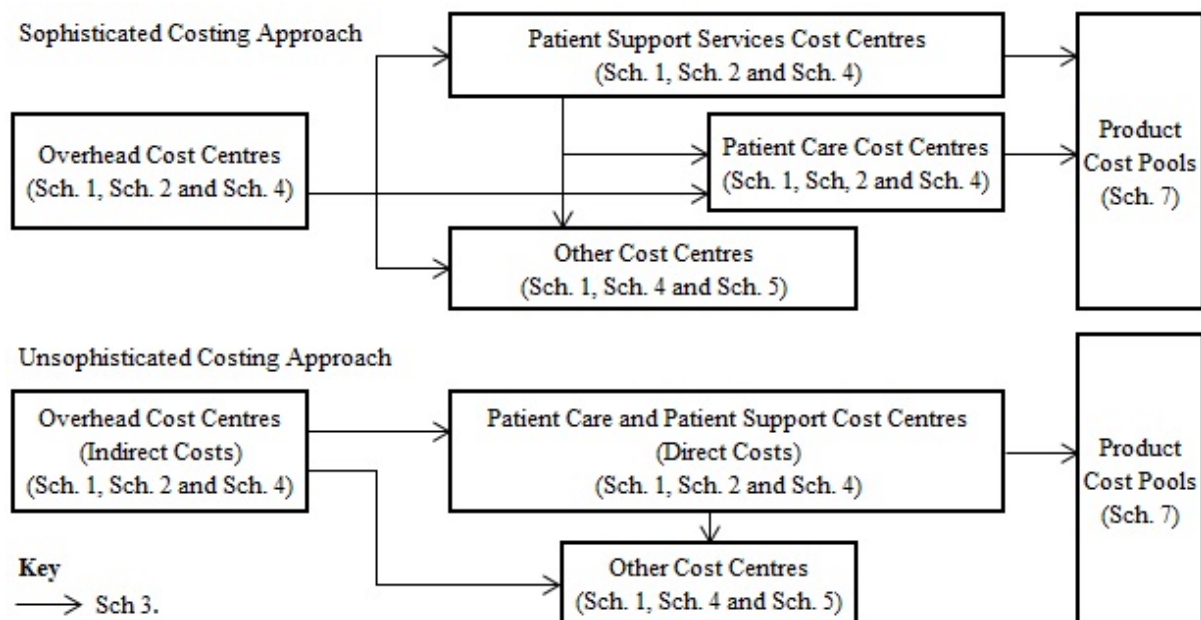 Sophisticated Costing Approach
Patient Support Services Cost Centres
(Sch. 1, Sch. 2 and Sch. 4)
Overhead Cost Centres
(Sch. 1, Sch. 2 and Sch. 4)
Patient Care Cost Centres
(Sch. 1, Sch, 2 and Sch. 4)
Product
Cost Pools
(Sch. 7)
Other Cost Centres
(Sch. 1, Sch. 4 and Sch. 5)
Unsophisticated Costing Approach
Overhead Cost Centres
(Indirect Costs)
(Sch. 1, Sch. 2 and Sch. 4)
Patient Care and Patient Support Cost Centres
(Direct Costs)
(Sch. 1, Sch. 2 and Sch. 4)
Product
Cost Pools
(Sch. 7)
Other Cost Centres
(Sch. 1, Sch. 4 and Sch. 5)
Key
Sch 3.